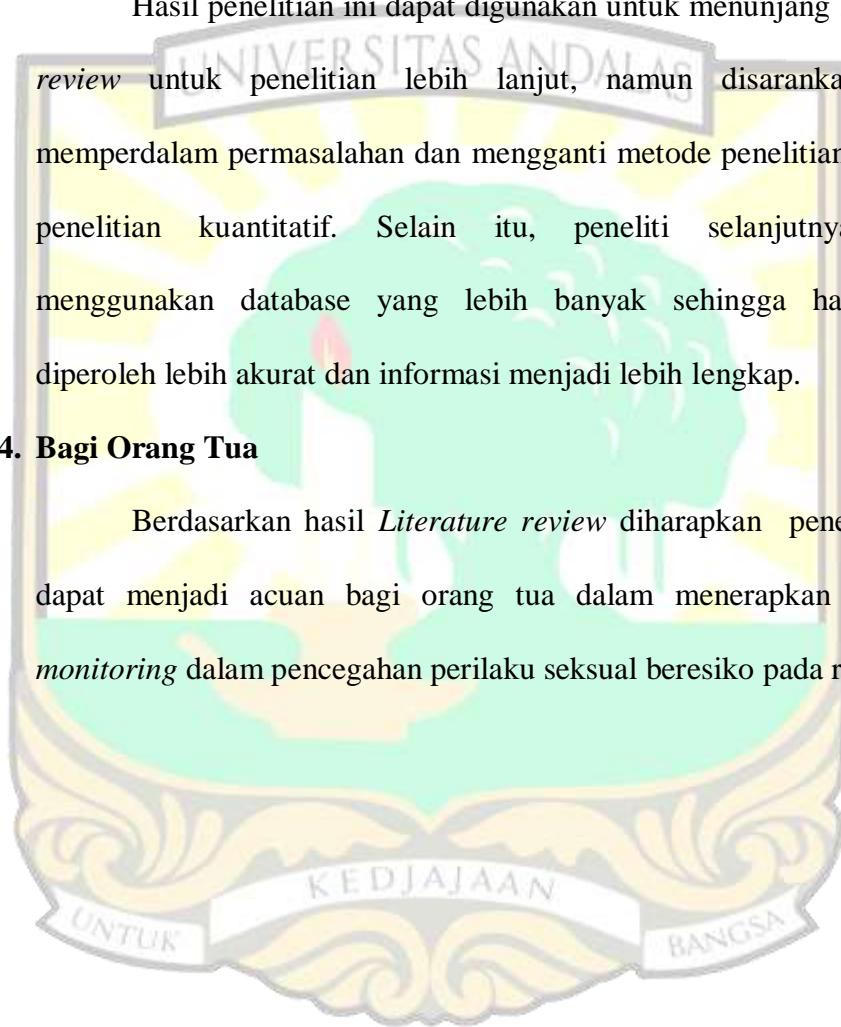 Hasil penelitian ini dapat digunakan untuk menunjang
UNIVERSITAS ANDALAS
review untuk penelitian lebih lanjut, namun disaranka
memperdalam permasalahan dan mengganti metode penelitian
penelitian kuantitatif. Selain itu, peneliti selanjutnya
menggunakan database yang lebih banyak sehingga ha
diperoleh lebih akurat dan informasi menjadi lebih lengkap.
4. Bagi Orang Tua
Berdasarkan hasil Literature review diharapkan pene
dapat menjadi acuan bagi orang tua dalam menerapkan
monitoring dalam pencegahan perilaku seksual beresiko pada r
UNTUK KEDJAJAAN BANGSA